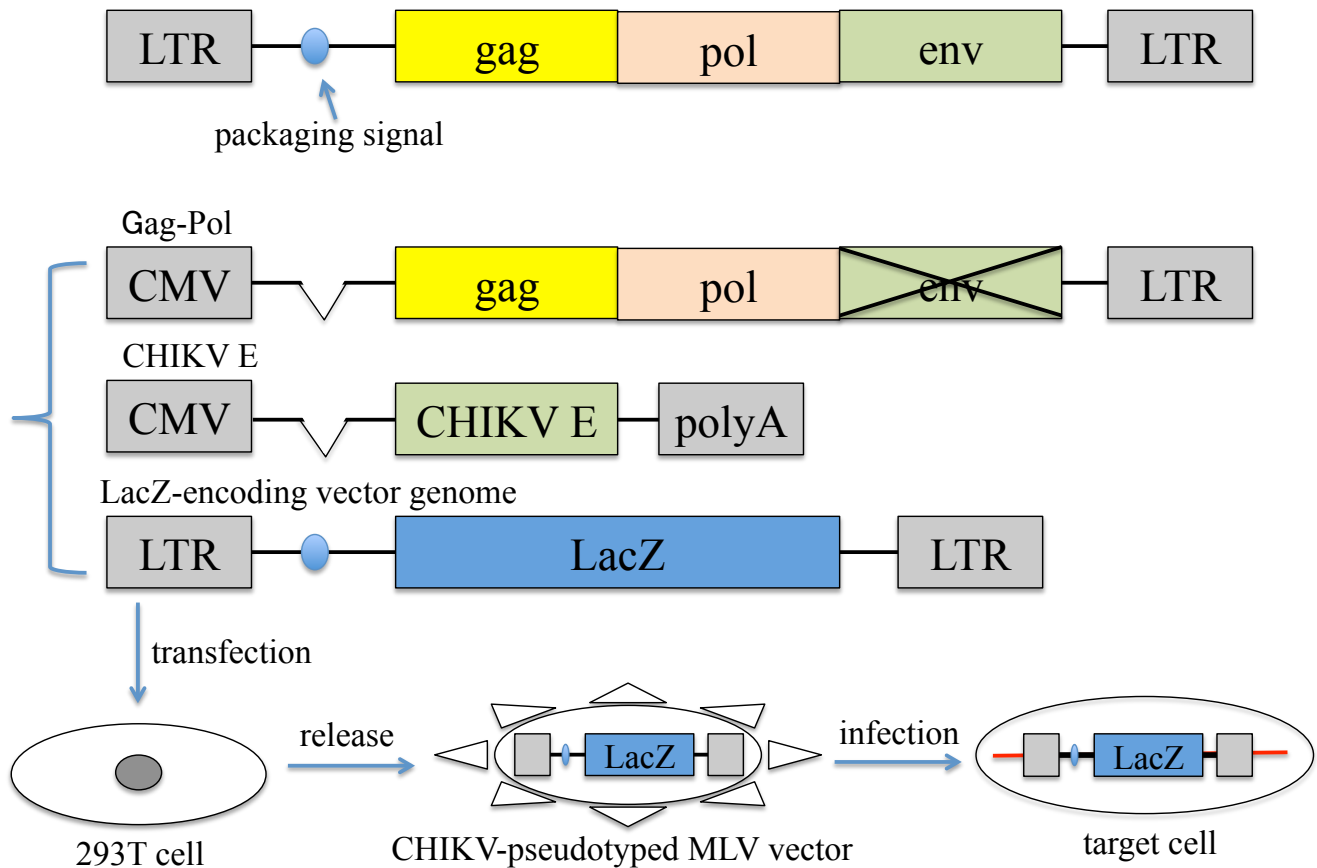 LTR gag pol env LTR
packaging signal
Gag-Pol
CMV gag pol env LTR
CHIKV E
CMV CHIKV E polyA
LacZ-encoding vector genome
LTR LacZ LTR
transfection
release
infection
LacZ
LacZ
293T cell
CHIKV-pseudotyped MLV vector
target cell